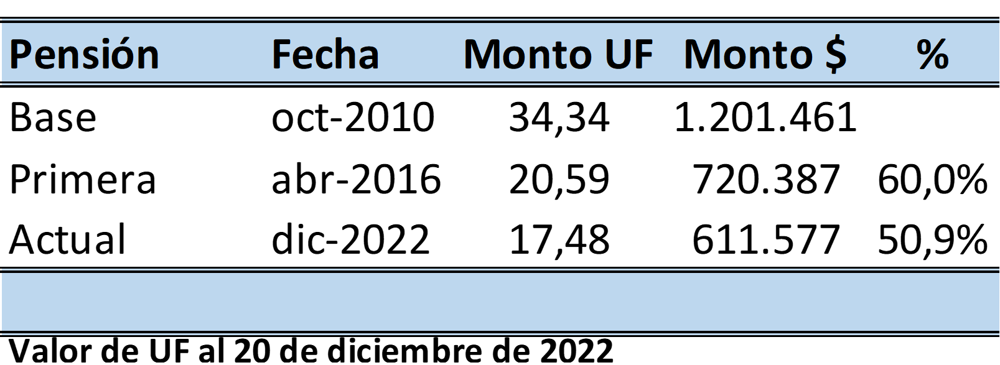 Pensión Fecha Monto UF Monto $ %
Base oct-2010 34,34 1.201.461
Primera abr-2016 20,59 720.387 60,0%
Actual dic-2022 17,48 611.577 50,9%
Valor de UF al 20 de diciembre de 2022